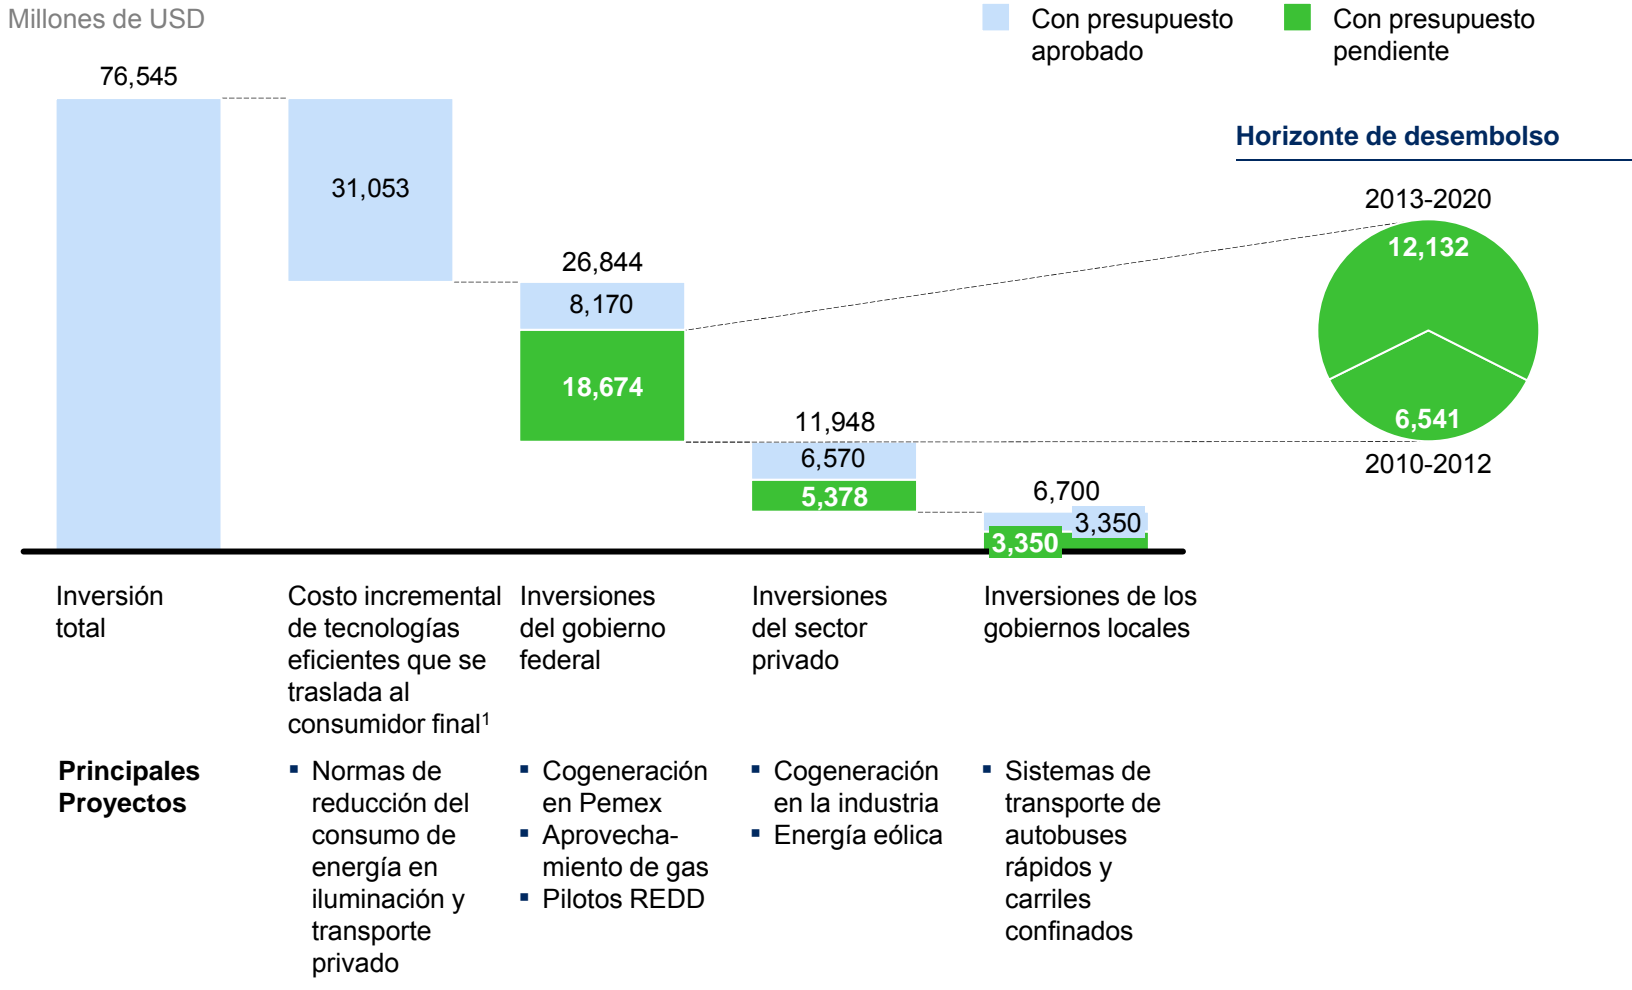 Millones de USD
Con presupuesto
aprobado
Con presupuesto
pendiente
76,545
31,053
26,844
8,170
18,674
11,948
6,570
5,378
6,700
3,350
3,350
Horizonte de desembolso
2013-2020
12,132
6,541
2010-2012
Inversión
total
Costo incremental
de tecnologías
eficientes que se
traslada al
consumidor final1
Inversiones
del gobierno
federal
Inversiones
del sector
privado
Inversiones de los
gobiernos locales
Principales
Proyectos
▪ Normas de
reducción del
consumo de
energía en
iluminación y
transporte
privado
▪ Cogeneración
en Pemex
▪ Aprovecha-
miento de gas
▪ Pilotos REDD
▪ Cogeneración
en la industria
▪ Energía eólica
▪ Sistemas de
transporte de
autobuses
rápidos y
carriles
confinados